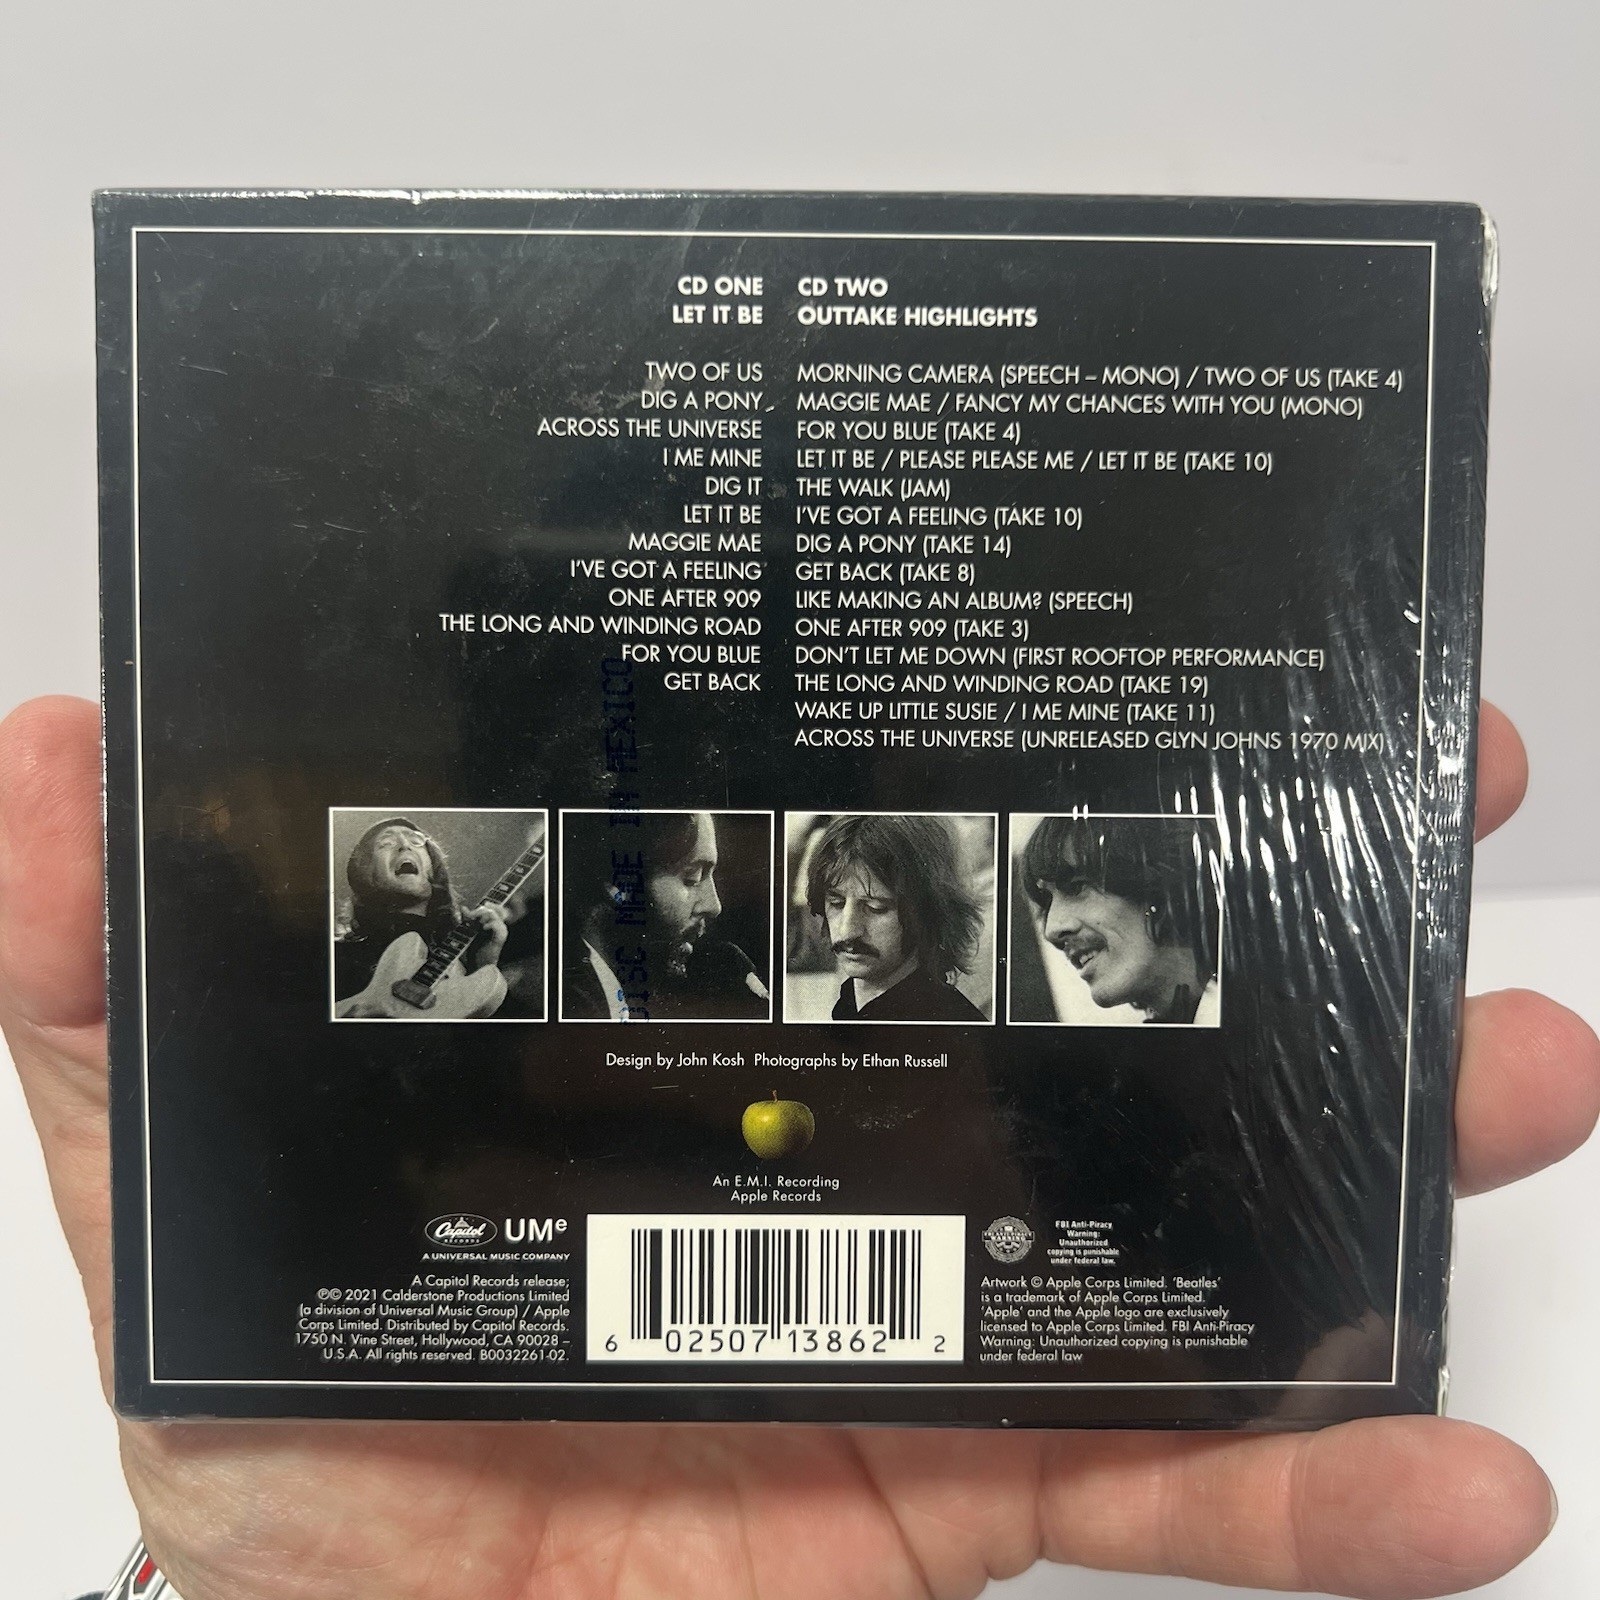 CD ONE
LET IT BE
TWO OF US
DIG A PONY
ACROSS THE UNIVERSE
I ME MINE
DIG IT
LET IT BE
MAGGIE MAE
I'VE GOT A FEELING
ONE AFTER 909
THE LONG AND WINDING ROAD
FOR YOU BLUE
GET BACK
CD TWO
OUTTAKE HIGHLIGHTS
MORNING CAMERA (SPEECH – MONO) / TWO OF US (TAKE 4)
MAGGIE MAE / FANCY MY CHANCES WITH YOU (MONO)
FOR YOU BLUE (TAKE 4)
LET IT BE / PLEASE PLEASE ME / LET IT BE (TAKE 10)
THE WALK (JAM)
I'VE GOT A FEELING (TAKE 10)
DIG A PONY (TAKE 14)
GET BACK (TAKE 8)
LIKE MAKING AN ALBUM? (SPEECH)
ONE AFTER 909 (TAKE 3)
DON'T LET ME DOWN (FIRST ROOFTOP PERFORMANCE)
THE LONG AND WINDING ROAD (TAKE 19)
WAKE UP LITTLE SUSIE / I ME MINE (TAKE 11)
ACROSS THE UNIVERSE (UNRELEASED GLYN JOHNS 1970 MIX)
DISC MADE IN MEXICO
Design by John Kosh Photographs by Ethan Russell
An E.M.I. Recording
Apple Records
Capitol
RECORDS
UMe
A UNIVERSAL MUSIC COMPANY
A Capitol Records release;
℗© 2021 Calderstone Productions Limited
(a division of Universal Music Group) / Apple
Corps Limited. Distributed by Capitol Records.
1750 N. Vine Street, Hollywood, CA 90028 –
U.S.A. All rights reserved. B0032261-02.
6 02507 13862 2
FBI ANTI-PIRACY
WARNING
FBI Anti-Piracy
Warning:
Unauthorized
copying is punishable
under federal law.
Artwork © Apple Corps Limited. 'Beatles'
is a trademark of Apple Corps Limited.
'Apple' and the Apple logo are exclusively
licensed to Apple Corps Limited. FBI Anti-Piracy
Warning: Unauthorized copying is punishable
under federal law